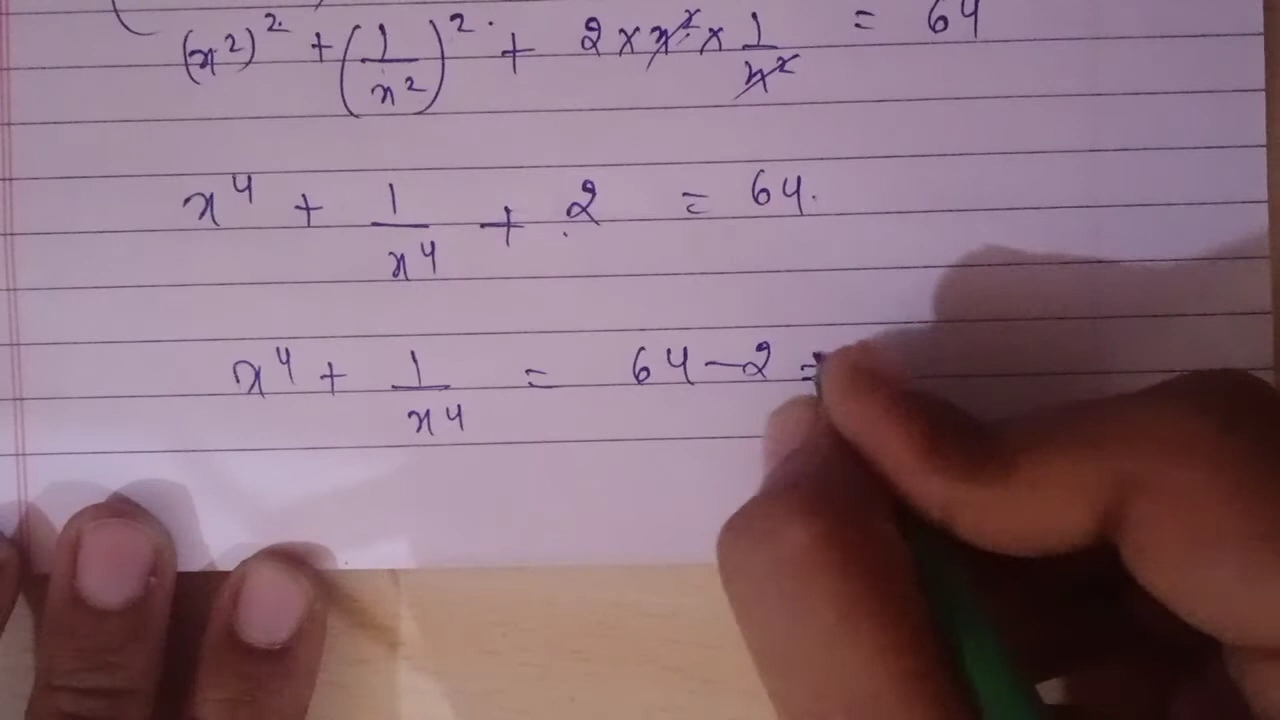 (x²)² + (1/x²)² + 2 × x² × 1/x² = 64
x⁴ + 1/x⁴ + 2 = 64.
x⁴ + 1/x⁴ = 64 - 2 =